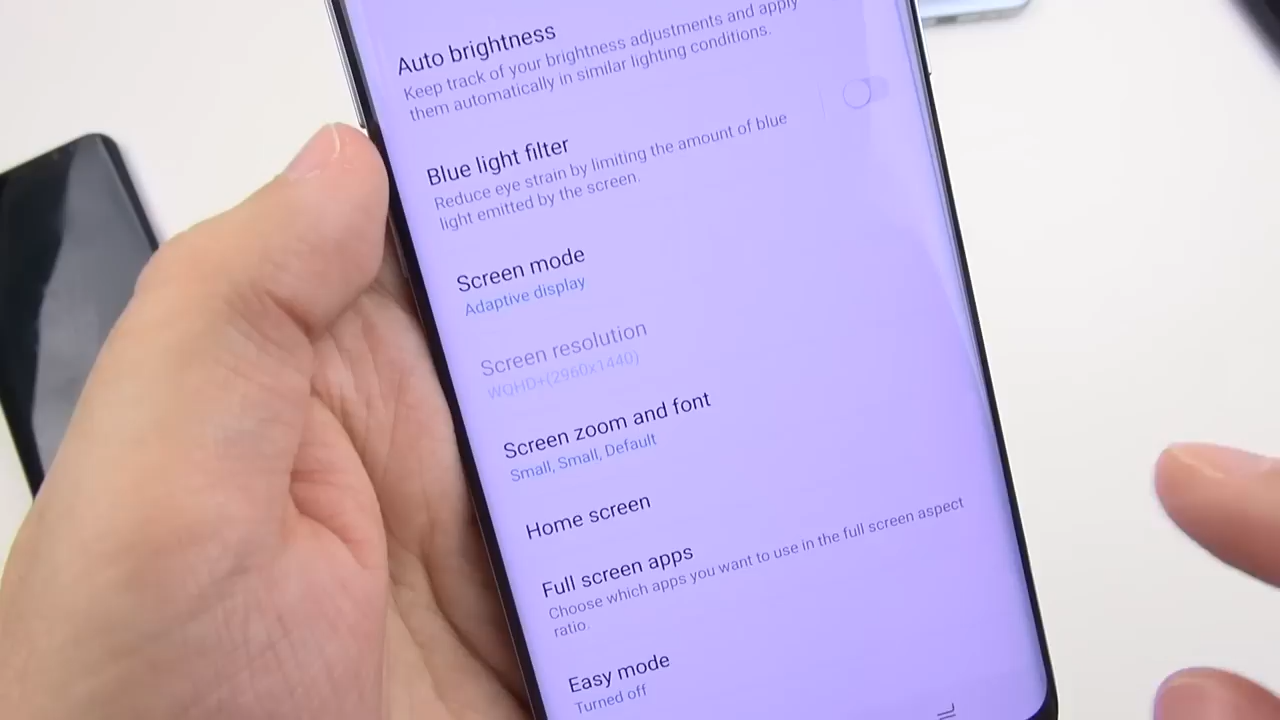 Auto brightness
Keep track of your brightness adjustments and apply
them automatically in similar lighting conditions.
Blue light filter
Reduce eye strain by limiting the amount of blue
light emitted by the screen.
Screen mode
Adaptive display
Screen resolution
WQHD+(2960x1440)
Screen zoom and font
Small, Small, Default
Home screen
Full screen apps
Choose which apps you want to use in the full screen aspect
ratio.
Easy mode
Turned off